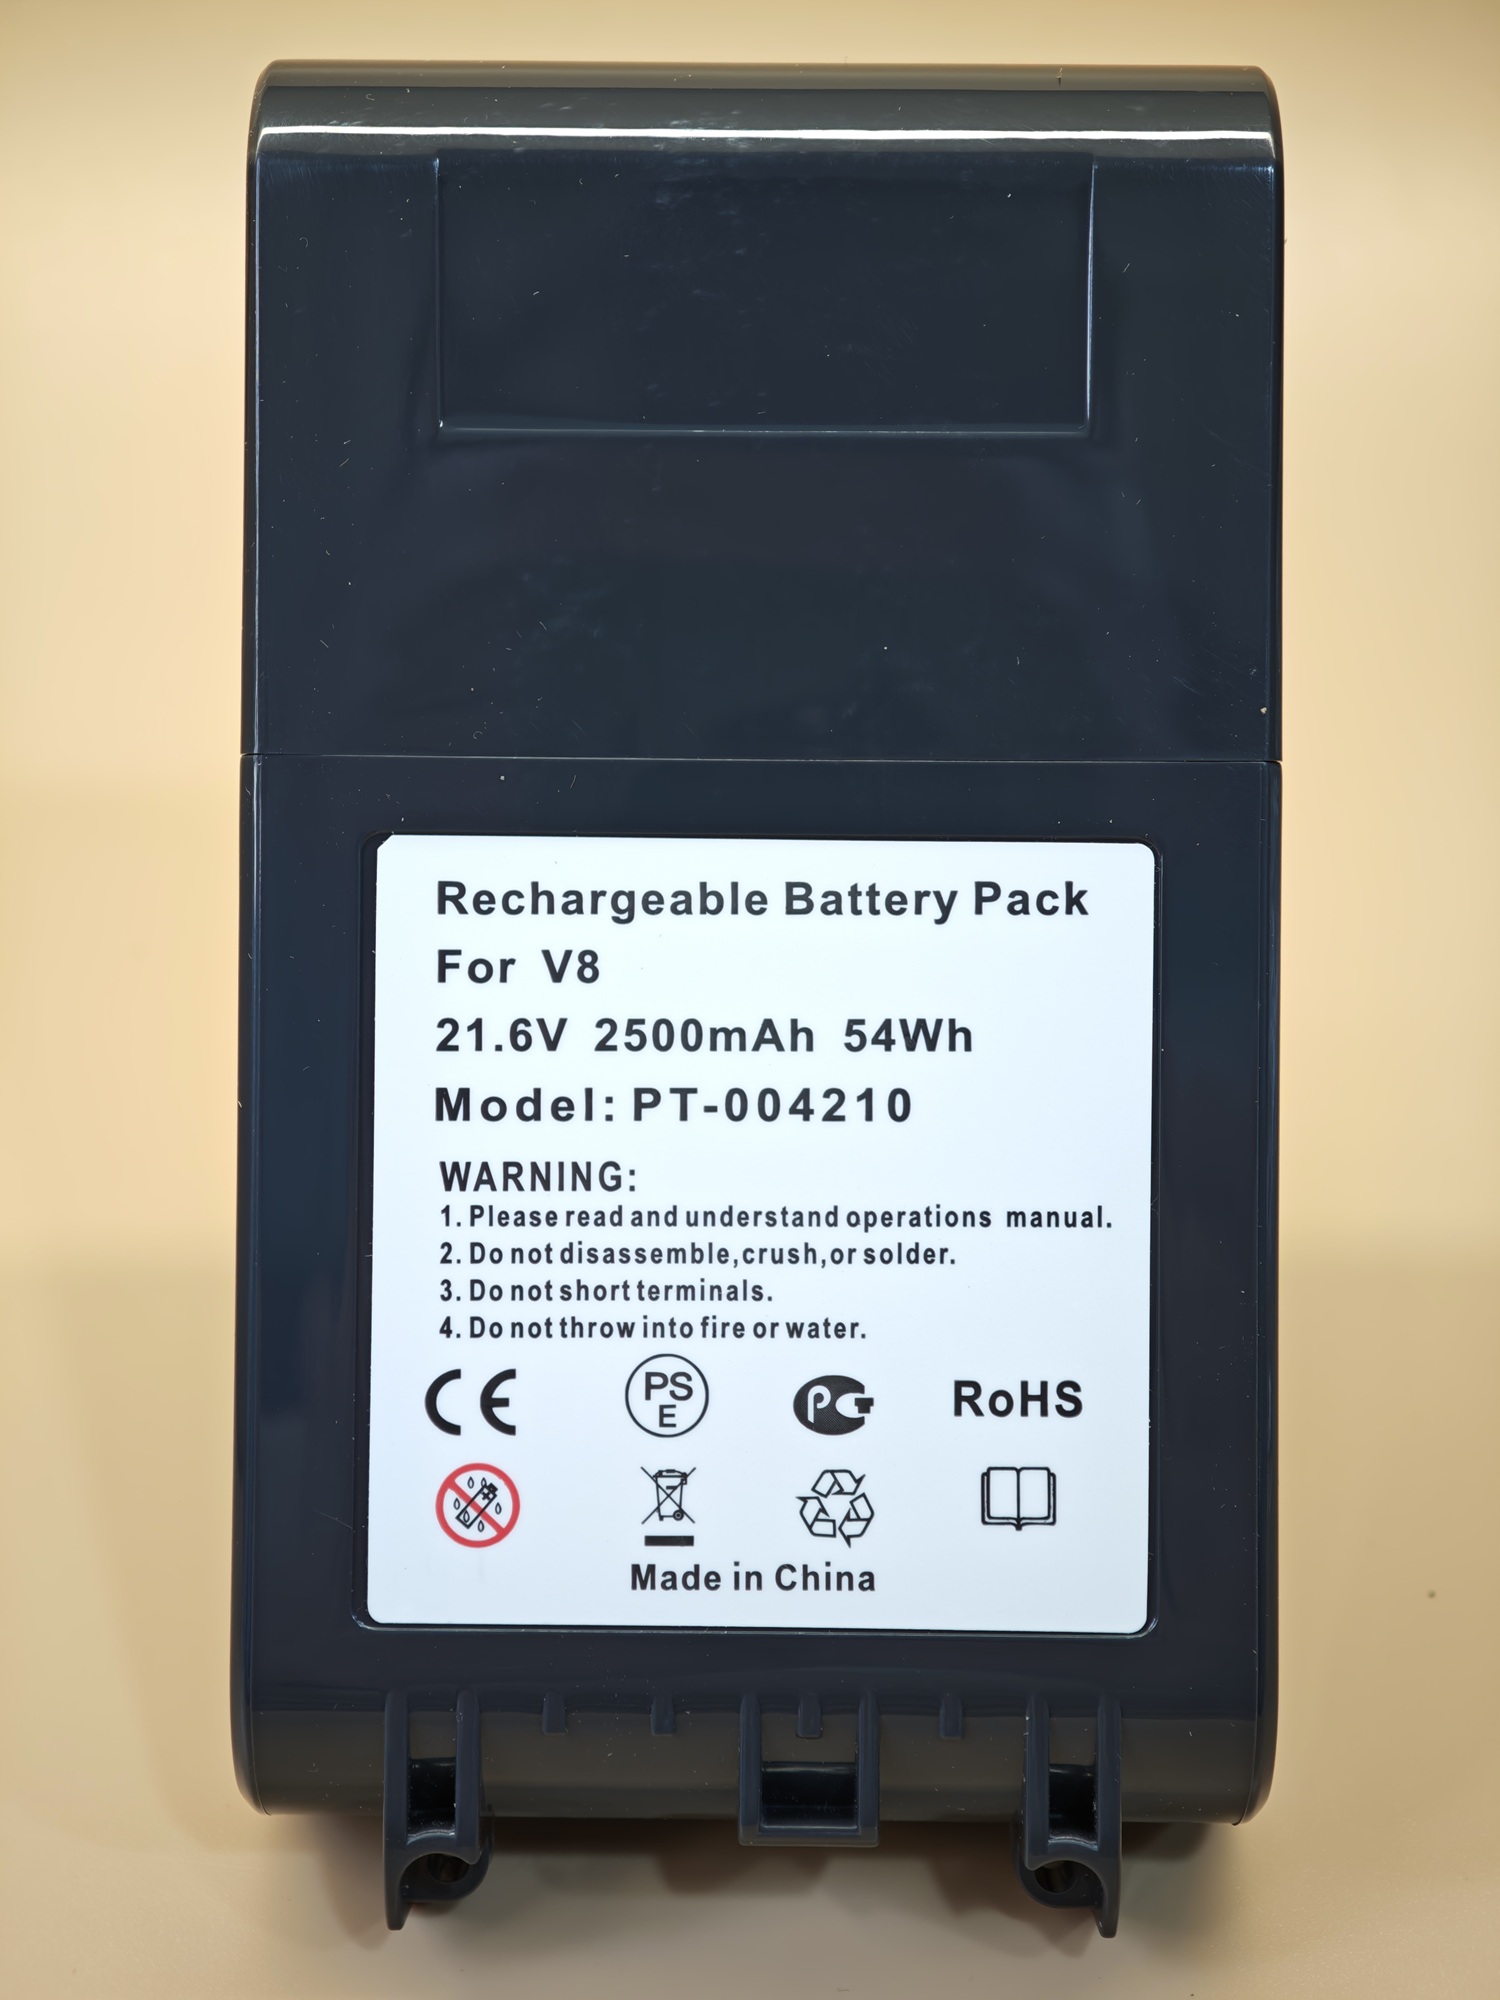 Rechargeable Battery Pack
For V8
21.6V 2500mAh 54Wh
Model: PT-004210
WARNING:
1. Please read and understand operations manual.
2. Do not disassemble,crush,or solder.
3. Do not short terminals.
4. Do not throw into fire or water.
CE PSE PCT RoHS
Made in China